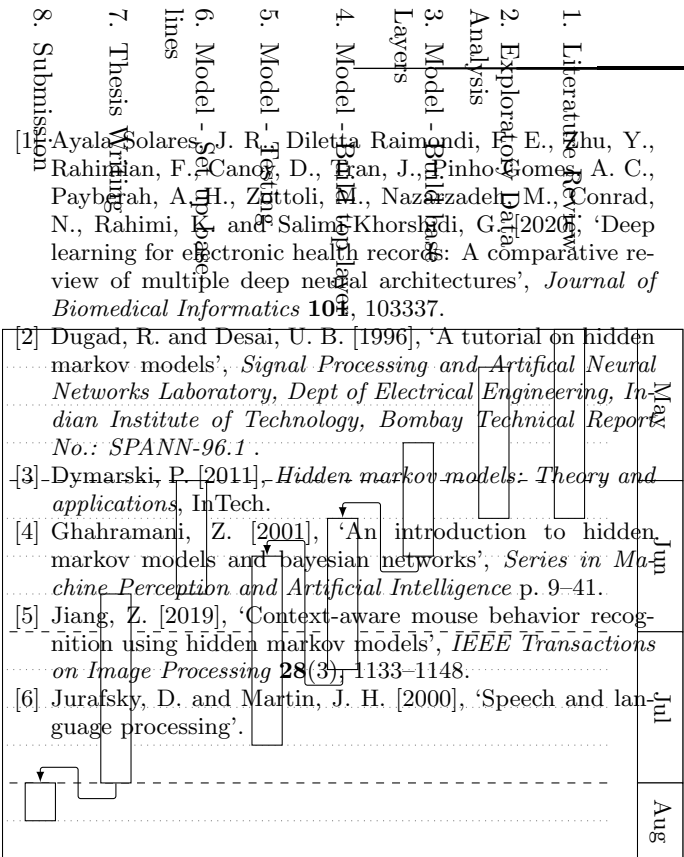 1. Literature Review
2. Exploratory Data
Analysis
3. Model - Build base
Layers
4. Model - Build top layer
5. Model - Testing
6. Model - Set up base
lines
7. Thesis Writing
8. Submission
May
Jun
Jul
Aug
[1] Ayala Solares, J. R., Diletta Raimondi, F. E., Zhu, Y.,
Rahimian, F., Canoy, D., Tran, J., Pinho Gomes, A. C.,
Payberah, A. H., Zottoli, M., Nazarzadeh, M., Conrad,
N., Rahimi, K. and Salimi-Khorshidi, G. [2020], ‘Deep
learning for electronic health records: A comparative re-
view of multiple deep neural architectures’, Journal of
Biomedical Informatics 101, 103337.
[2] Dugad, R. and Desai, U. B. [1996], ‘A tutorial on hidden
markov models’, Signal Processing and Artifical Neural
Networks Laboratory, Dept of Electrical Engineering, In-
dian Institute of Technology, Bombay Technical Report
No.: SPANN-96.1 .
[3] Dymarski, P. [2011], Hidden markov models: Theory and
applications, InTech.
[4] Ghahramani, Z. [2001], ‘An introduction to hidden
markov models and bayesian networks’, Series in Ma-
chine Perception and Artificial Intelligence p. 9–41.
[5] Jiang, Z. [2019], ‘Context-aware mouse behavior recog-
nition using hidden markov models’, IEEE Transactions
on Image Processing 28(3), 1133–1148.
[6] Jurafsky, D. and Martin, J. H. [2000], ‘Speech and lan-
guage processing’.